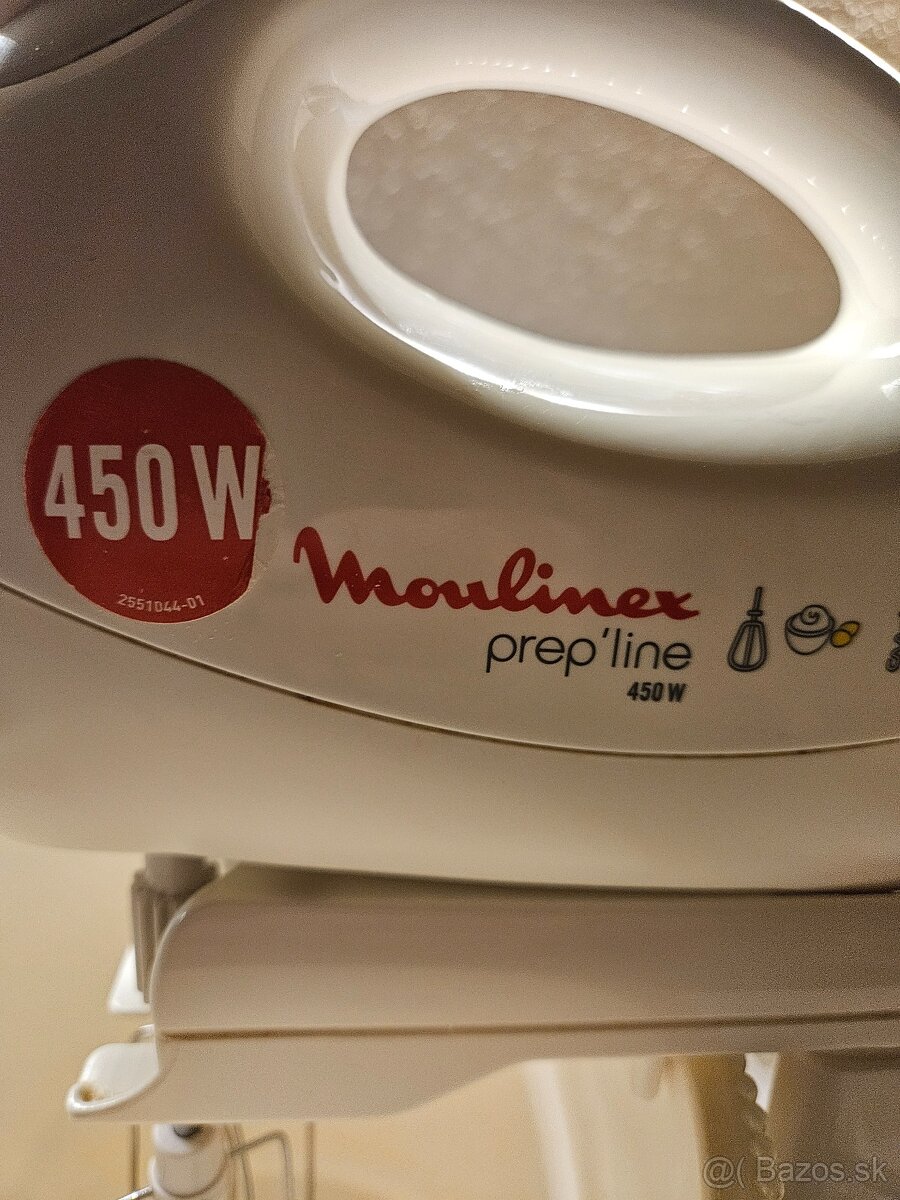 450 W
2551044-01
Moulinex
prep'line
450 W
@( Bazos.sk